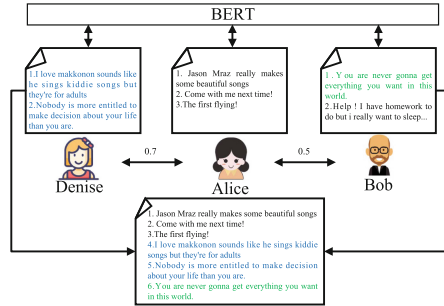 BERT
1.I love makkonon sounds like
he sings kiddie songs but
they're for adults
2.Nobody is more entitled to
make decision about your life
than you are.
1. Jason Mraz really makes
some beautiful songs
2. Come with me next time!
3.The first flying!
1. You are never gonna get
everything you want in this
world.
2.Help ! I have homework to
do but i really want to sleep...
0.7
0.5
Denise
Alice
Bob
1. Jason Mraz really makes some beautiful songs
2. Come with me next time!
3.The first flying!
4.I love makkonon sounds like he sings kiddie
songs but they're for adults
5.Nobody is more entitled to make decision
about your life than you are.
6.You are never gonna get everything you want
in this world.